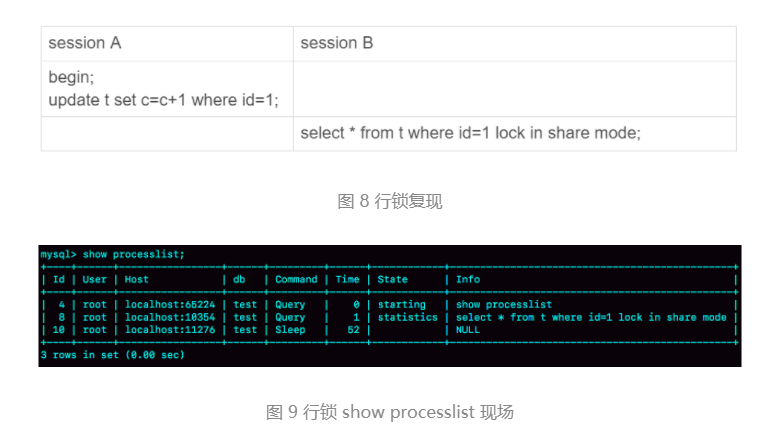 session A session B
begin;
update t set c=c+1 where id=1;
select * from t where id=1 lock in share mode;
图 8 行锁复现
mysql> show processlist;
+----+------+-----------------+------+---------+------+------------+-----------------------------------------------+
| Id | User | Host | db | Command | Time | State | Info |
+----+------+-----------------+------+---------+------+------------+-----------------------------------------------+
| 4 | root | localhost:65224 | test | Query | 0 | starting | show processlist |
| 8 | root | localhost:10354 | test | Query | 1 | statistics | select * from t where id=1 lock in share mode |
| 10 | root | localhost:11276 | test | Sleep | 52 | | NULL |
+----+------+-----------------+------+---------+------+------------+-----------------------------------------------+
3 rows in set (0.00 sec)
图 9 行锁 show processlist 现场